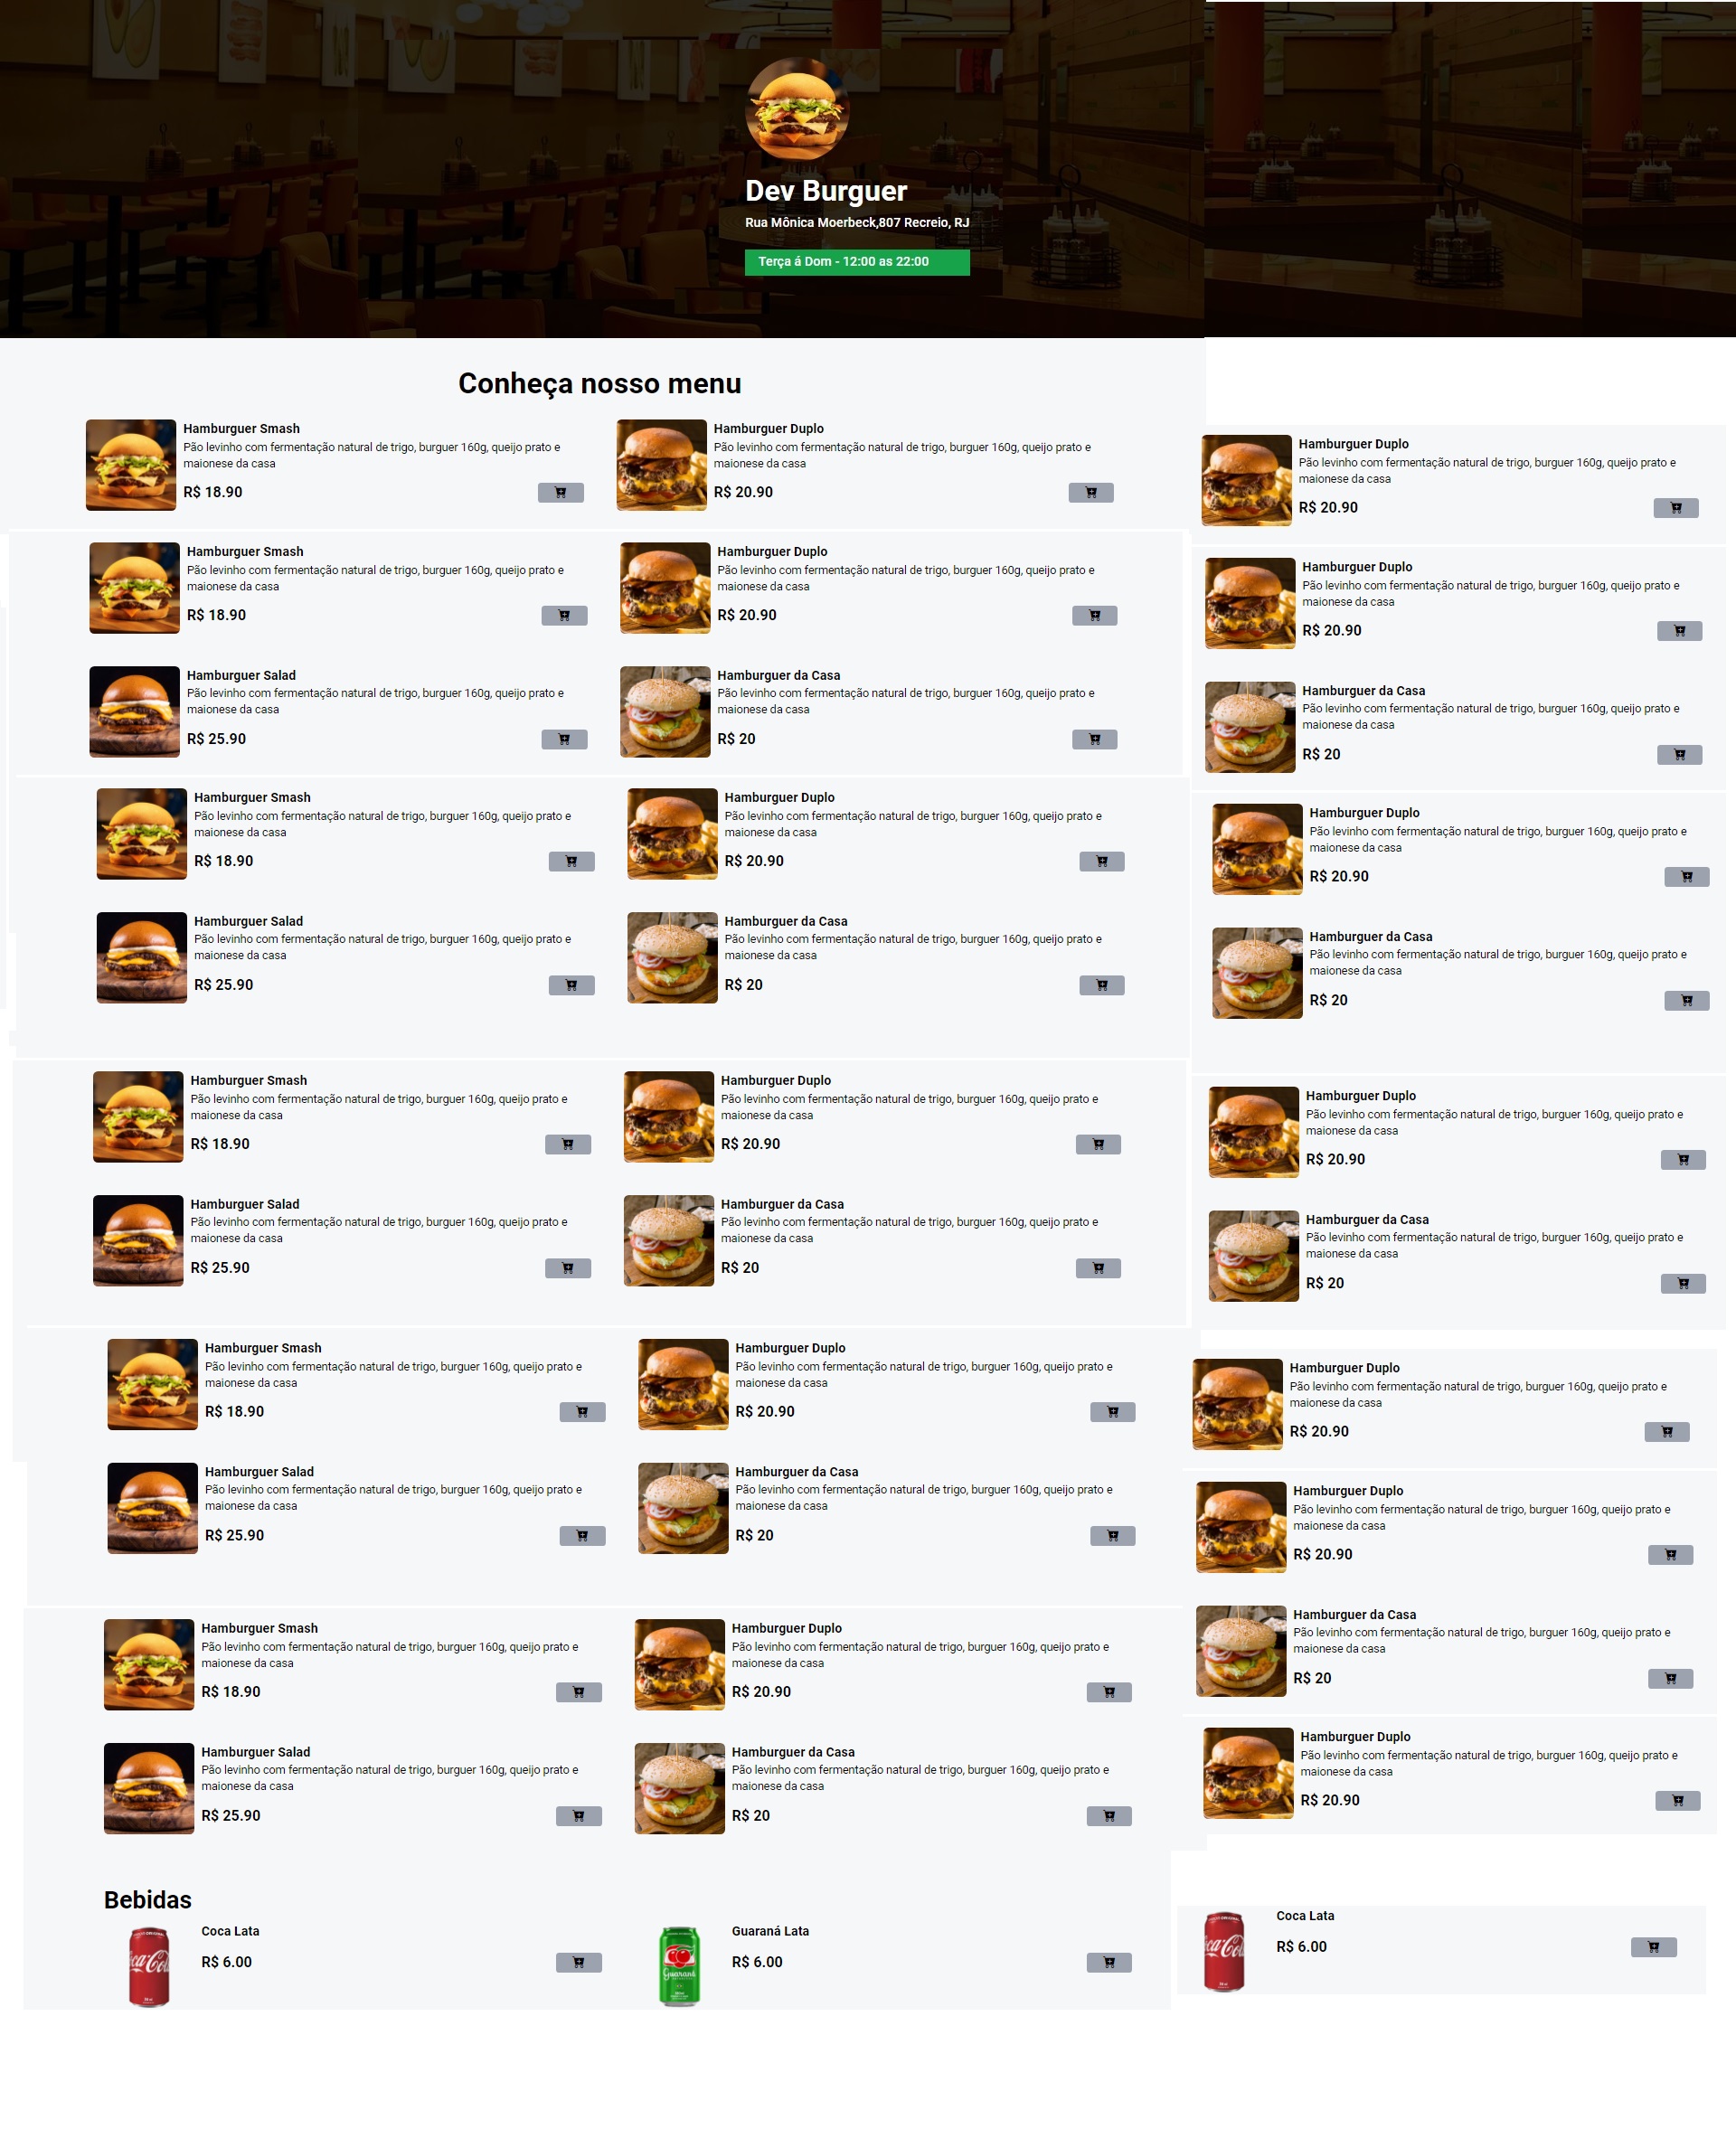 Dev Burguer
Rua Mônica Moerbeck,807 Recreio, RJ
Terça á Dom - 12:00 as 22:00
Conheça nosso menu
Hamburguer Smash
Pão levinho com fermentação natural de trigo, burguer 160g, queijo prato e
maionese da casa
R$ 18.90
Hamburguer Duplo
Pão levinho com fermentação natural de trigo, burguer 160g, queijo prato e
maionese da casa
R$ 20.90
Hamburguer Duplo
Pão levinho com fermentação natural de trigo, burguer 160g, queijo prato e
maionese da casa
R$ 20.90
Hamburguer Smash
Pão levinho com fermentação natural de trigo, burguer 160g, queijo prato e
maionese da casa
R$ 18.90
Hamburguer Duplo
Pão levinho com fermentação natural de trigo, burguer 160g, queijo prato e
maionese da casa
R$ 20.90
Hamburguer Duplo
Pão levinho com fermentação natural de trigo, burguer 160g, queijo prato e
maionese da casa
R$ 20.90
Hamburguer Salad
Pão levinho com fermentação natural de trigo, burguer 160g, queijo prato e
maionese da casa
R$ 25.90
Hamburguer da Casa
Pão levinho com fermentação natural de trigo, burguer 160g, queijo prato e
maionese da casa
R$ 20
Hamburguer da Casa
Pão levinho com fermentação natural de trigo, burguer 160g, queijo prato e
maionese da casa
R$ 20
Hamburguer Smash
Pão levinho com fermentação natural de trigo, burguer 160g, queijo prato e
maionese da casa
R$ 18.90
Hamburguer Duplo
Pão levinho com fermentação natural de trigo, burguer 160g, queijo prato e
maionese da casa
R$ 20.90
Hamburguer Duplo
Pão levinho com fermentação natural de trigo, burguer 160g, queijo prato e
maionese da casa
R$ 20.90
Hamburguer Salad
Pão levinho com fermentação natural de trigo, burguer 160g, queijo prato e
maionese da casa
R$ 25.90
Hamburguer da Casa
Pão levinho com fermentação natural de trigo, burguer 160g, queijo prato e
maionese da casa
R$ 20
Hamburguer da Casa
Pão levinho com fermentação natural de trigo, burguer 160g, queijo prato e
maionese da casa
R$ 20
Hamburguer Smash
Pão levinho com fermentação natural de trigo, burguer 160g, queijo prato e
maionese da casa
R$ 18.90
Hamburguer Duplo
Pão levinho com fermentação natural de trigo, burguer 160g, queijo prato e
maionese da casa
R$ 20.90
Hamburguer Duplo
Pão levinho com fermentação natural de trigo, burguer 160g, queijo prato e
maionese da casa
R$ 20.90
Hamburguer Salad
Pão levinho com fermentação natural de trigo, burguer 160g, queijo prato e
maionese da casa
R$ 25.90
Hamburguer da Casa
Pão levinho com fermentação natural de trigo, burguer 160g, queijo prato e
maionese da casa
R$ 20
Hamburguer da Casa
Pão levinho com fermentação natural de trigo, burguer 160g, queijo prato e
maionese da casa
R$ 20
Hamburguer Smash
Pão levinho com fermentação natural de trigo, burguer 160g, queijo prato e
maionese da casa
R$ 18.90
Hamburguer Duplo
Pão levinho com fermentação natural de trigo, burguer 160g, queijo prato e
maionese da casa
R$ 20.90
Hamburguer Duplo
Pão levinho com fermentação natural de trigo, burguer 160g, queijo prato e
maionese da casa
R$ 20.90
Hamburguer Salad
Pão levinho com fermentação natural de trigo, burguer 160g, queijo prato e
maionese da casa
R$ 25.90
Hamburguer da Casa
Pão levinho com fermentação natural de trigo, burguer 160g, queijo prato e
maionese da casa
R$ 20
Hamburguer Duplo
Pão levinho com fermentação natural de trigo, burguer 160g, queijo prato e
maionese da casa
R$ 20.90
Hamburguer Smash
Pão levinho com fermentação natural de trigo, burguer 160g, queijo prato e
maionese da casa
R$ 18.90
Hamburguer Duplo
Pão levinho com fermentação natural de trigo, burguer 160g, queijo prato e
maionese da casa
R$ 20.90
Hamburguer da Casa
Pão levinho com fermentação natural de trigo, burguer 160g, queijo prato e
maionese da casa
R$ 20
Hamburguer Salad
Pão levinho com fermentação natural de trigo, burguer 160g, queijo prato e
maionese da casa
R$ 25.90
Hamburguer da Casa
Pão levinho com fermentação natural de trigo, burguer 160g, queijo prato e
maionese da casa
R$ 20
Hamburguer Duplo
Pão levinho com fermentação natural de trigo, burguer 160g, queijo prato e
maionese da casa
R$ 20.90
Bebidas
Coca Lata
R$ 6.00
Guaraná Lata
R$ 6.00
Coca Lata
R$ 6.00
Guaraná